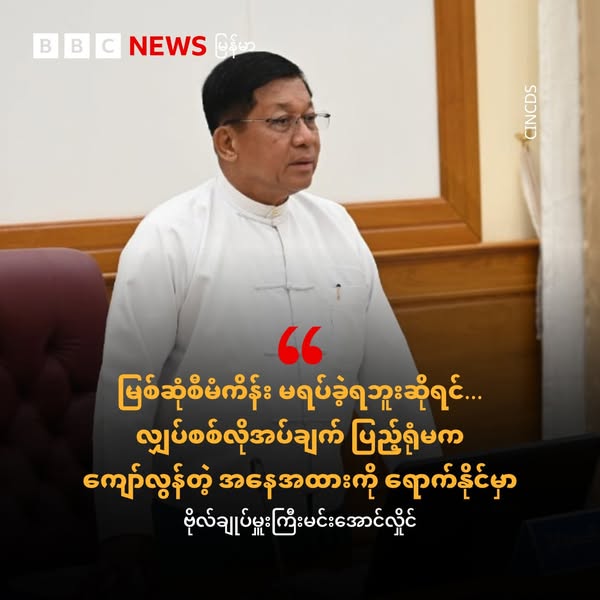 BBC NEWS မြန်မာ
CINCDS
“
မြစ်ဆုံစီမံကိန်း မရပ်ခဲ့ရဘူးဆိုရင်...
လျှပ်စစ်လိုအပ်ချက် ပြည့်ရုံမက
ကျော်လွန်တဲ့ အနေအထားကို ရောက်နိုင်မှာ
ဗိုလ်ချုပ်မှူးကြီးမင်းအောင်လှိုင်